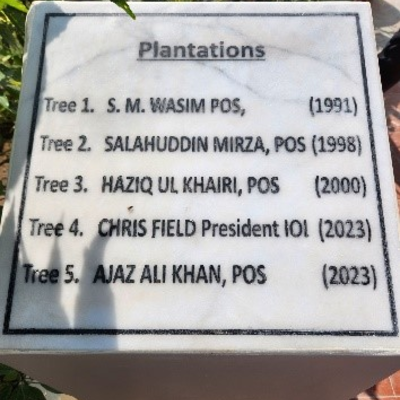 Plantations
Tree 1. S. M. WASIM POS, (1991)
Tree 2. SALAHUDDIN MIRZA, POS (1998)
Tree 3. HAZIQ UL KHAIRI, POS (2000)
Tree 4. CHRIS FIELD President IOI (2023)
Tree 5. AJAZ ALI KHAN, POS (2023)